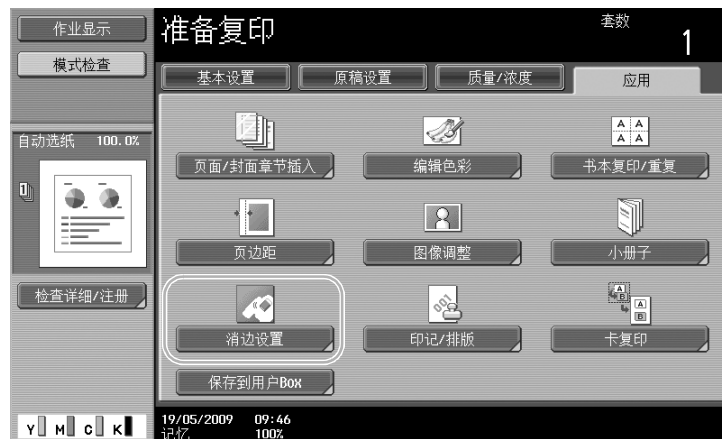 作业显示
准备复印
套数
1
模式检查
基本设置
原稿设置
质量/浓度
应用
自动选纸 100.0%
1
A A
A A
页面/封面章节插入
编辑色彩
书本复印/重复
页边距
图像调整
小册子
检查详细/注册
001
A
B
A
B
消边设置
印记/排版
卡复印
保存到用户Box
Y M C K
19/05/2009 09:46
记忆 100%